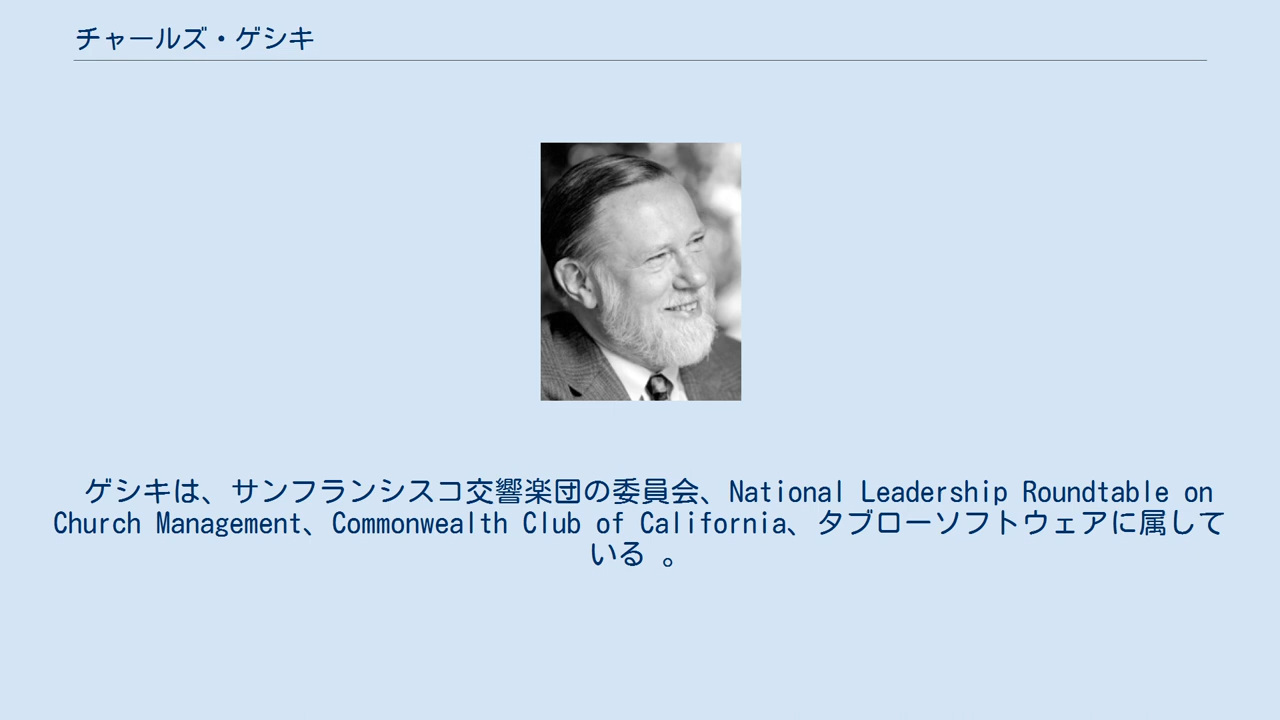 チャールズ・ゲシキ
ゲシキは、サンフランシスコ交響楽団の委員会、National Leadership Roundtable on
Church Management、Commonwealth Club of California、タブローソフトウェアに属して
いる 。